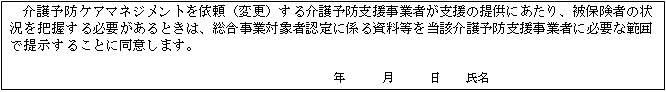 介護予防ケアマネジメントを依頼（変更）する介護予防支援事業者が支援の提供にあたり、被保険者の状
況を把握する必要があるときは、総合事業対象者認定に係る資料等を当該介護予防支援事業者に必要な範囲
で提示することに同意します。
年　　月　　日　氏名